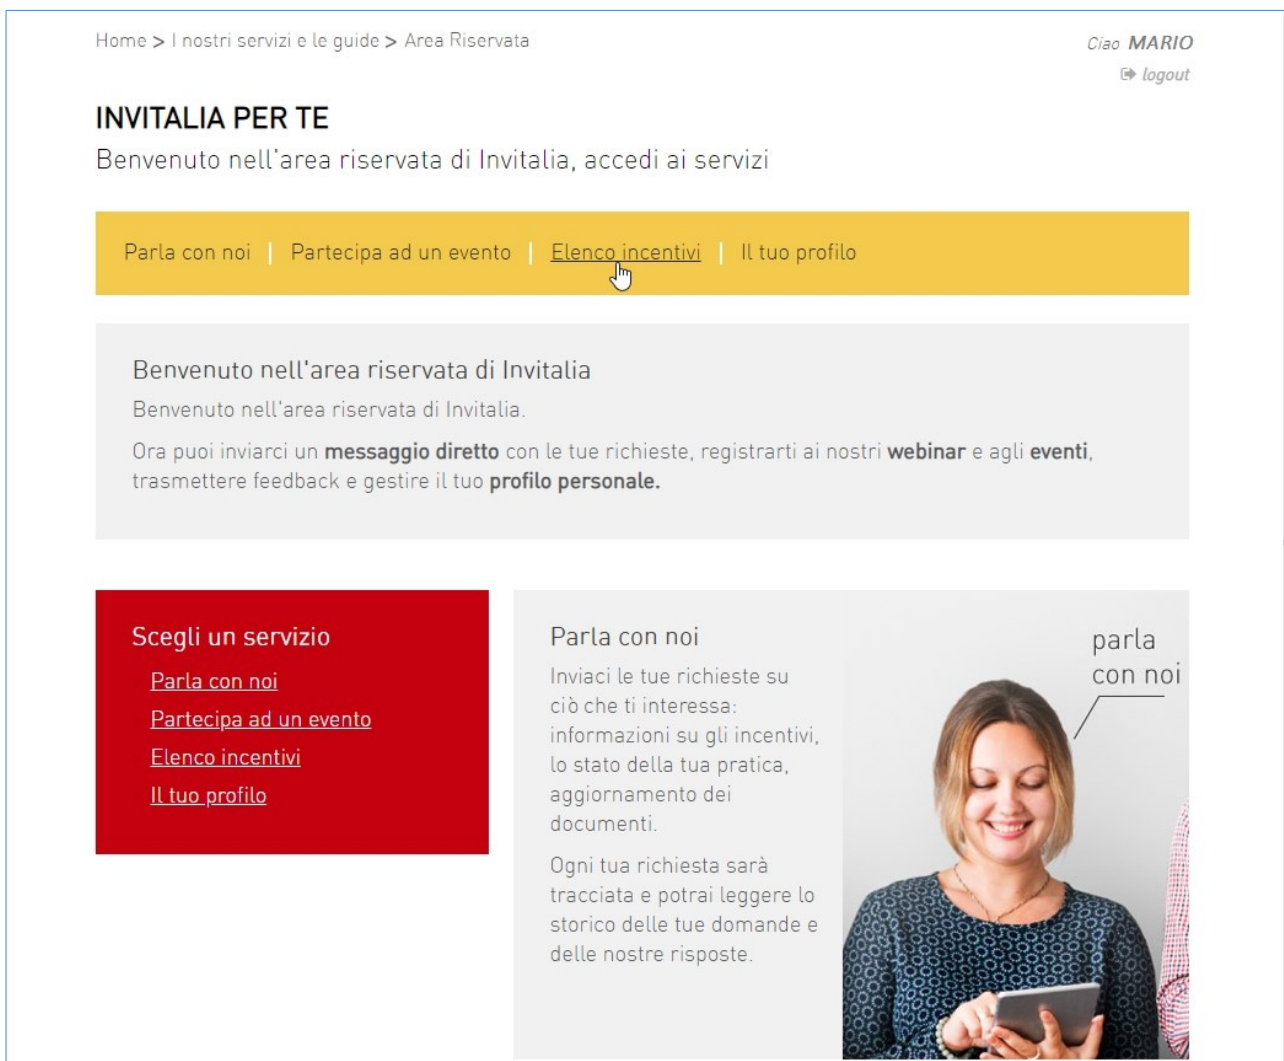 Home > I nostri servizi e le guide > Area Riservata
Ciao MARIO
logout
INVITALIA PER TE
Benvenuto nell'area riservata di Invitalia, accedi ai servizi
Parla con noi | Partecipa ad un evento | Elenco incentivi | Il tuo profilo
Benvenuto nell'area riservata di Invitalia
Benvenuto nell'area riservata di Invitalia.
Ora puoi inviarci un messaggio diretto con le tue richieste, registrarti ai nostri webinar e agli eventi,
trasmettere feedback e gestire il tuo profilo personale.
Scegli un servizio
Parla con noi
Partecipa ad un evento
Elenco incentivi
Il tuo profilo
Parla con noi
Inviaci le tue richieste su
ciò che ti interessa:
informazioni su gli incentivi,
lo stato della tua pratica,
aggiornamento dei
documenti.
Ogni tua richiesta sarà
tracciata e potrai leggere lo
storico delle tue domande e
delle nostre risposte.
parla
con noi